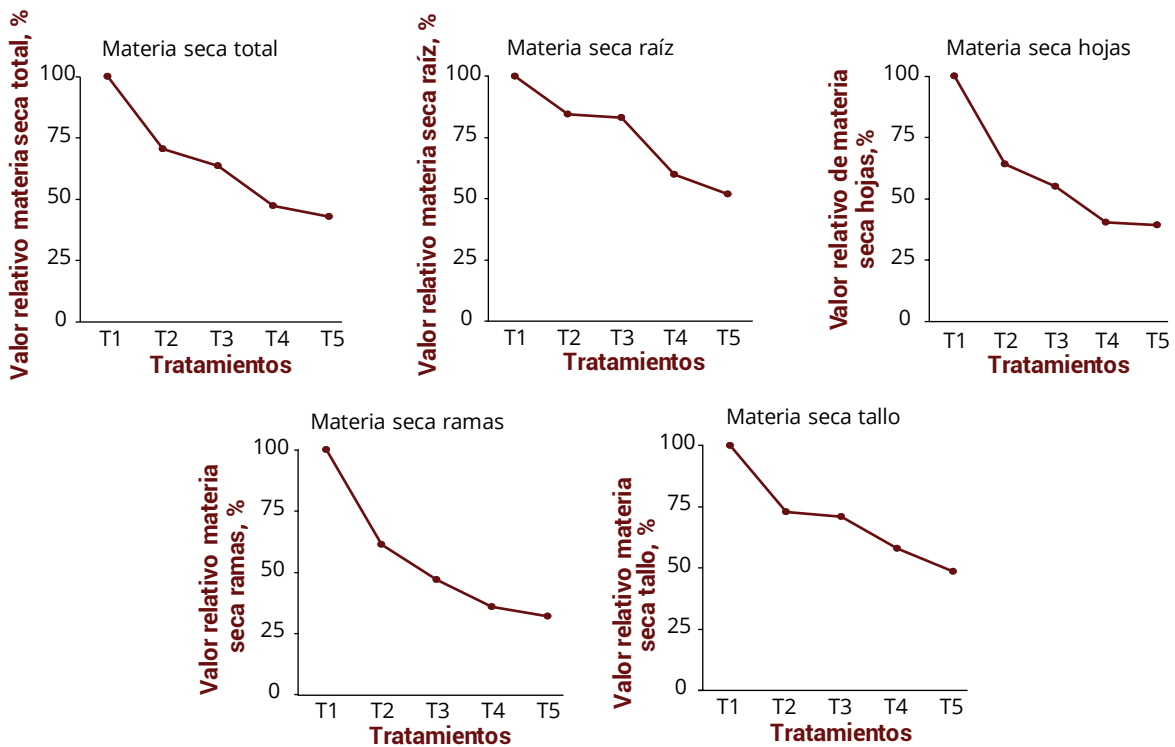 Materia seca total
Valor relativo materia seca total, %
100
75
50
25
0
T1 T2 T3 T4 T5
Tratamientos
Materia seca raíz
Valor relativo materia seca raíz, %
100
75
50
25
0
T1 T2 T3 T4 T5
Tratamientos
Materia seca hojas
Valor relativo de materia
seca hojas,%
100
75
50
25
0
T1 T2 T3 T4 T5
Tratamientos
Materia seca ramas
Valor relativo materia
seca ramas, %
100
75
50
25
0
T1 T2 T3 T4 T5
Tratamientos
Materia seca tallo
Valor relativo materia
seca tallo, %
100
75
50
25
0
T1 T2 T3 T4 T5
Tratamientos